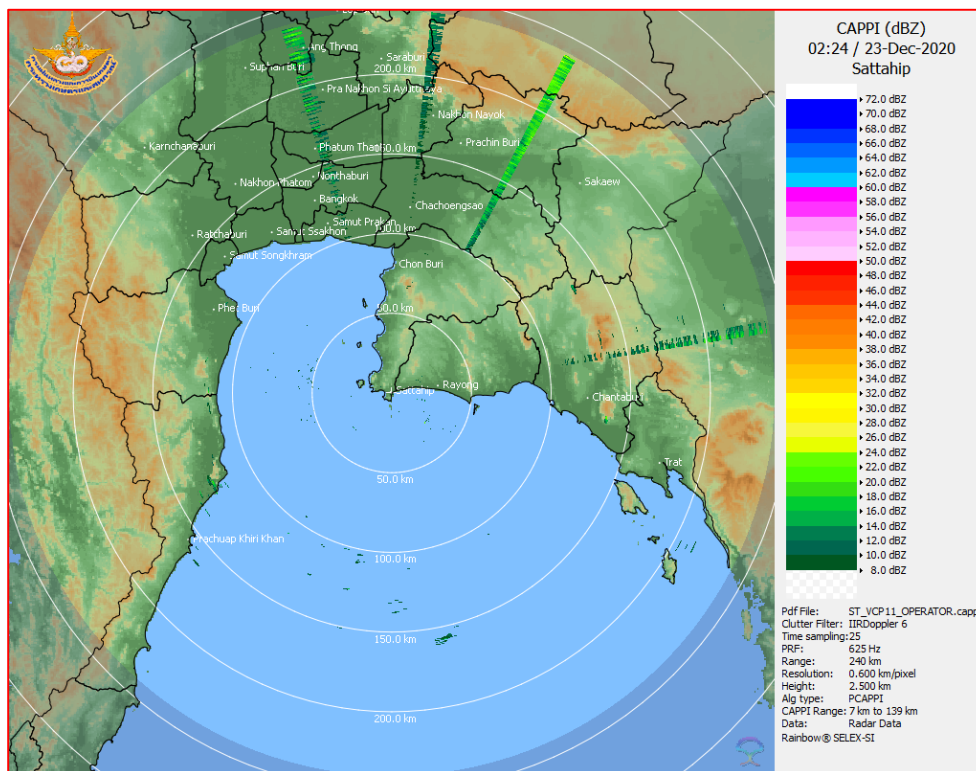 CAPPI (dBZ)
02:24 / 23-Dec-2020
Sattahip
72.0 dBZ
70.0 dBZ
68.0 dBZ
66.0 dBZ
64.0 dBZ
62.0 dBZ
60.0 dBZ
58.0 dBZ
56.0 dBZ
54.0 dBZ
52.0 dBZ
50.0 dBZ
48.0 dBZ
46.0 dBZ
44.0 dBZ
42.0 dBZ
40.0 dBZ
38.0 dBZ
36.0 dBZ
34.0 dBZ
32.0 dBZ
30.0 dBZ
28.0 dBZ
26.0 dBZ
24.0 dBZ
22.0 dBZ
20.0 dBZ
18.0 dBZ
16.0 dBZ
14.0 dBZ
12.0 dBZ
10.0 dBZ
8.0 dBZ
Pdf File: ST_VCP11_OPERATOR.capp
Clutter Filter: IIRDoppler 6
Time sampling: 25
PRF: 625 Hz
Range: 240 km
Resolution: 0.600 km/pixel
Height: 2.500 km
Alg type: PCAPPI
CAPPI Range: 7 km to 139 km
Data: Radar Data
Rainbow® SELEX-SI
Ang Thong
Saraburi
Suphan Buri
200.0 km
Pra Nakhon Si Ayutthaya
Nakhon Nayok
Karnchanaburi
Phatum Thani
Prachin Buri
Nonthaburi
Nakhon Phatom
Sakaew
Bangkok
Chachoengsao
Samut Prakan
Ratchaburi
Samut Ssakhon
100.0 km
Samut Songkhram
Chon Buri
Phet Buri
50.0 km
Sattahip
Rayong
Chantaburi
Trat
50.0 km
Prachuap Khiri Khan
100.0 km
150.0 km
200.0 km